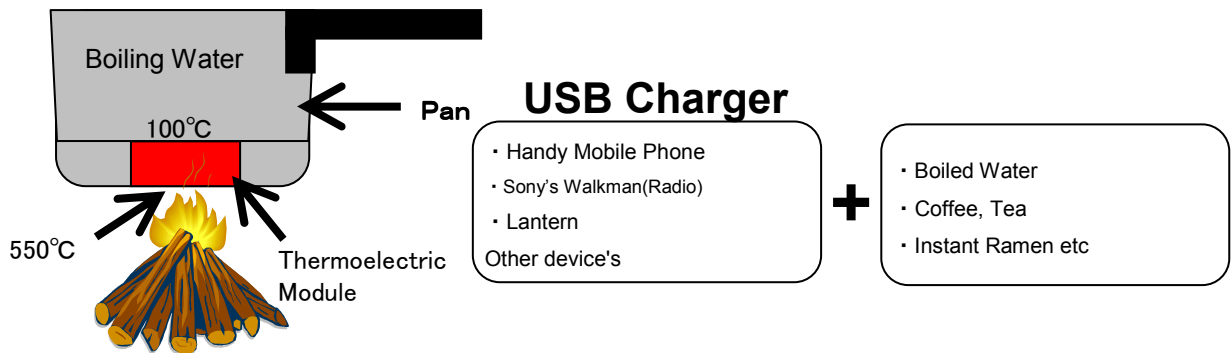 Boiling Water
100℃
Pan
550℃
Thermoelectric
Module
USB Charger
・Handy Mobile Phone
・Sony's Walkman(Radio)
・Lantern
Other device's
+
・Boiled Water
・Coffee, Tea
・Instant Ramen etc